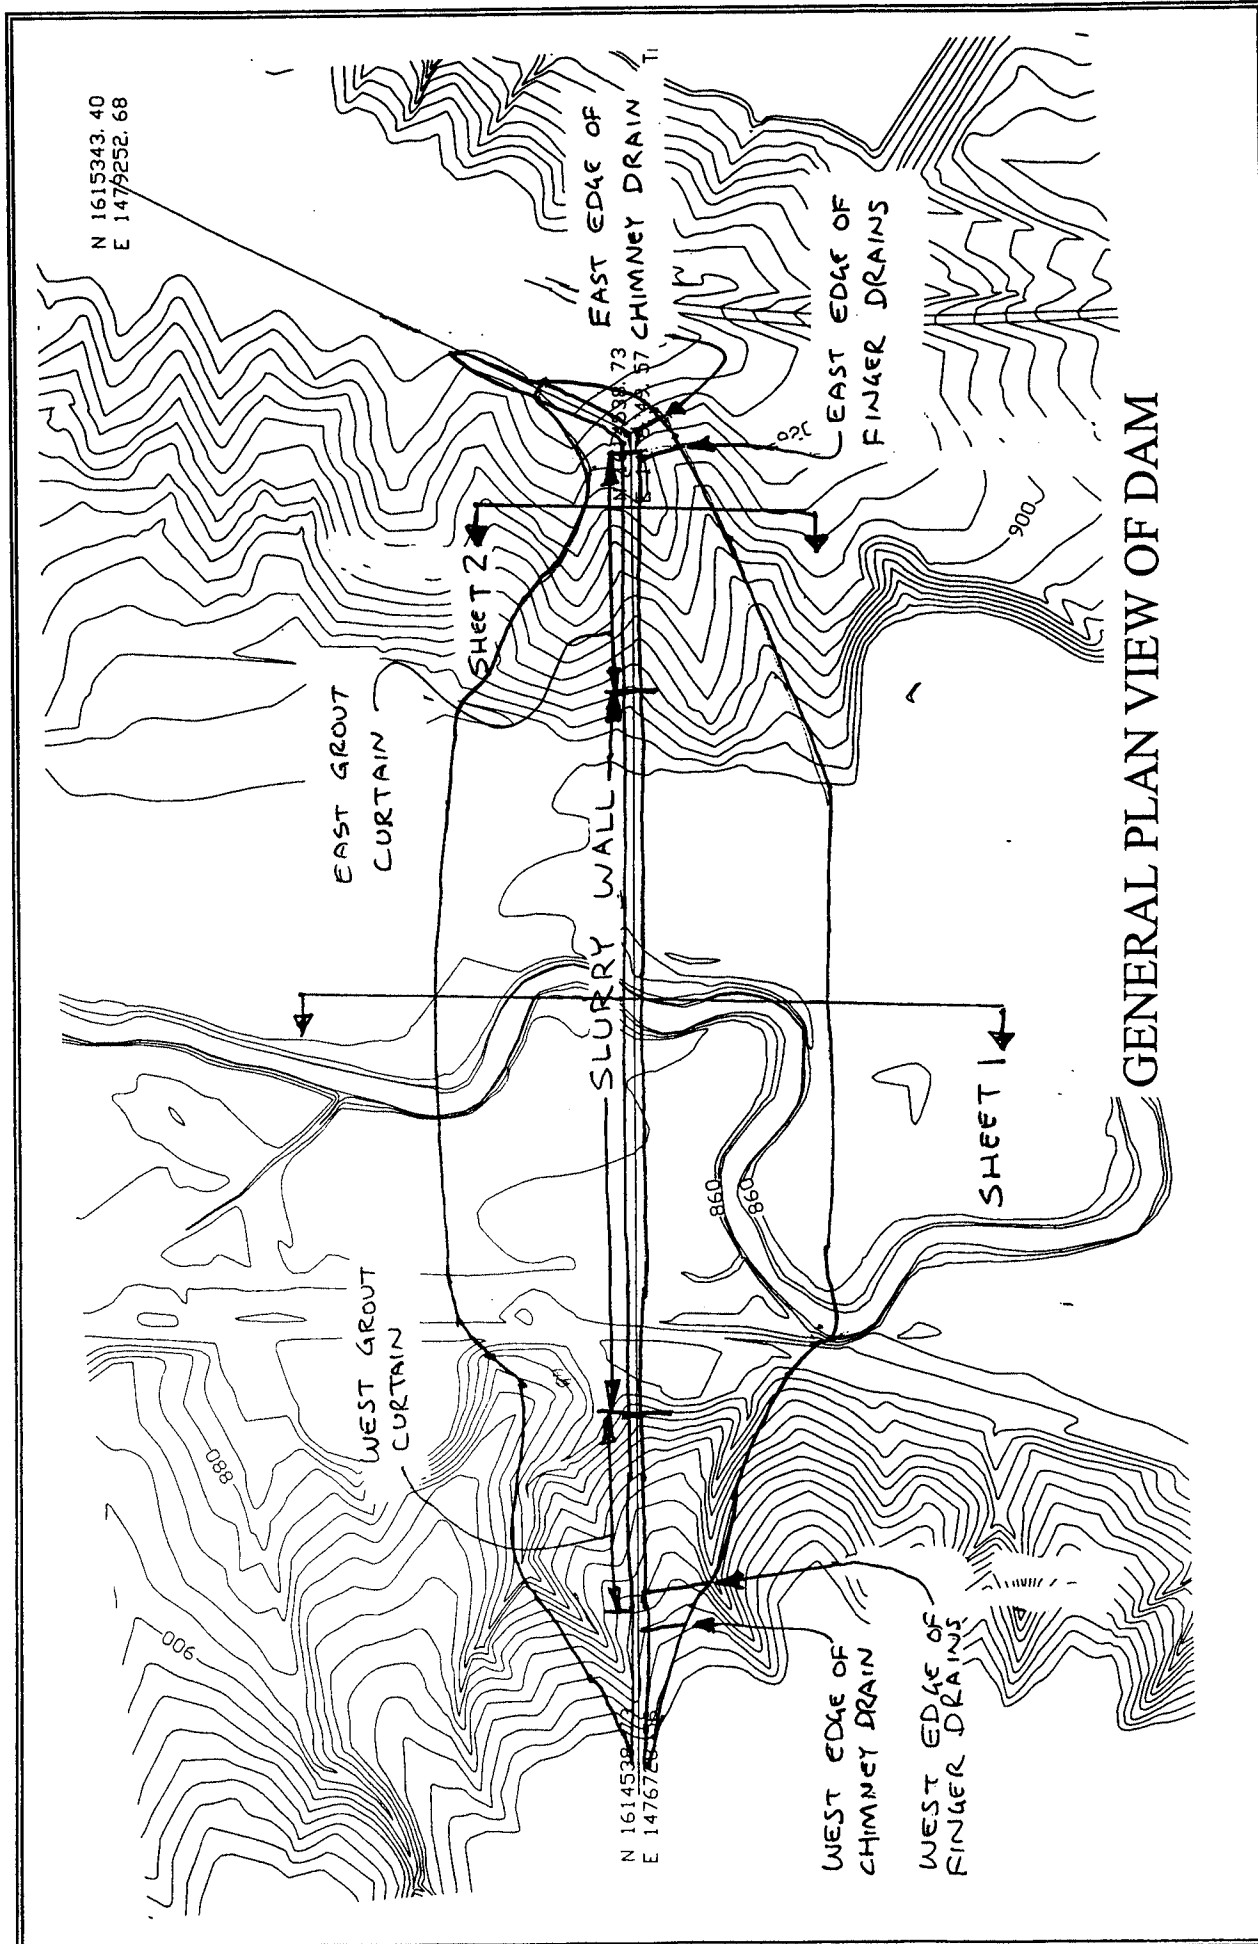 N 1615343.40
E 1479252.68
EAST EDGE OF
CHIMNEY DRAIN
EAST EDGE OF
FINGER DRAINS
SHEET 2
900
EAST GROUT
CURTAIN
SLURRY WALL
SHEET 1
860
860
WEST GROUT
CURTAIN
880
900
WEST EDGE OF
CHIMNEY DRAIN
WEST EDGE OF
FINGER DRAINS
GENERAL PLAN VIEW OF DAM